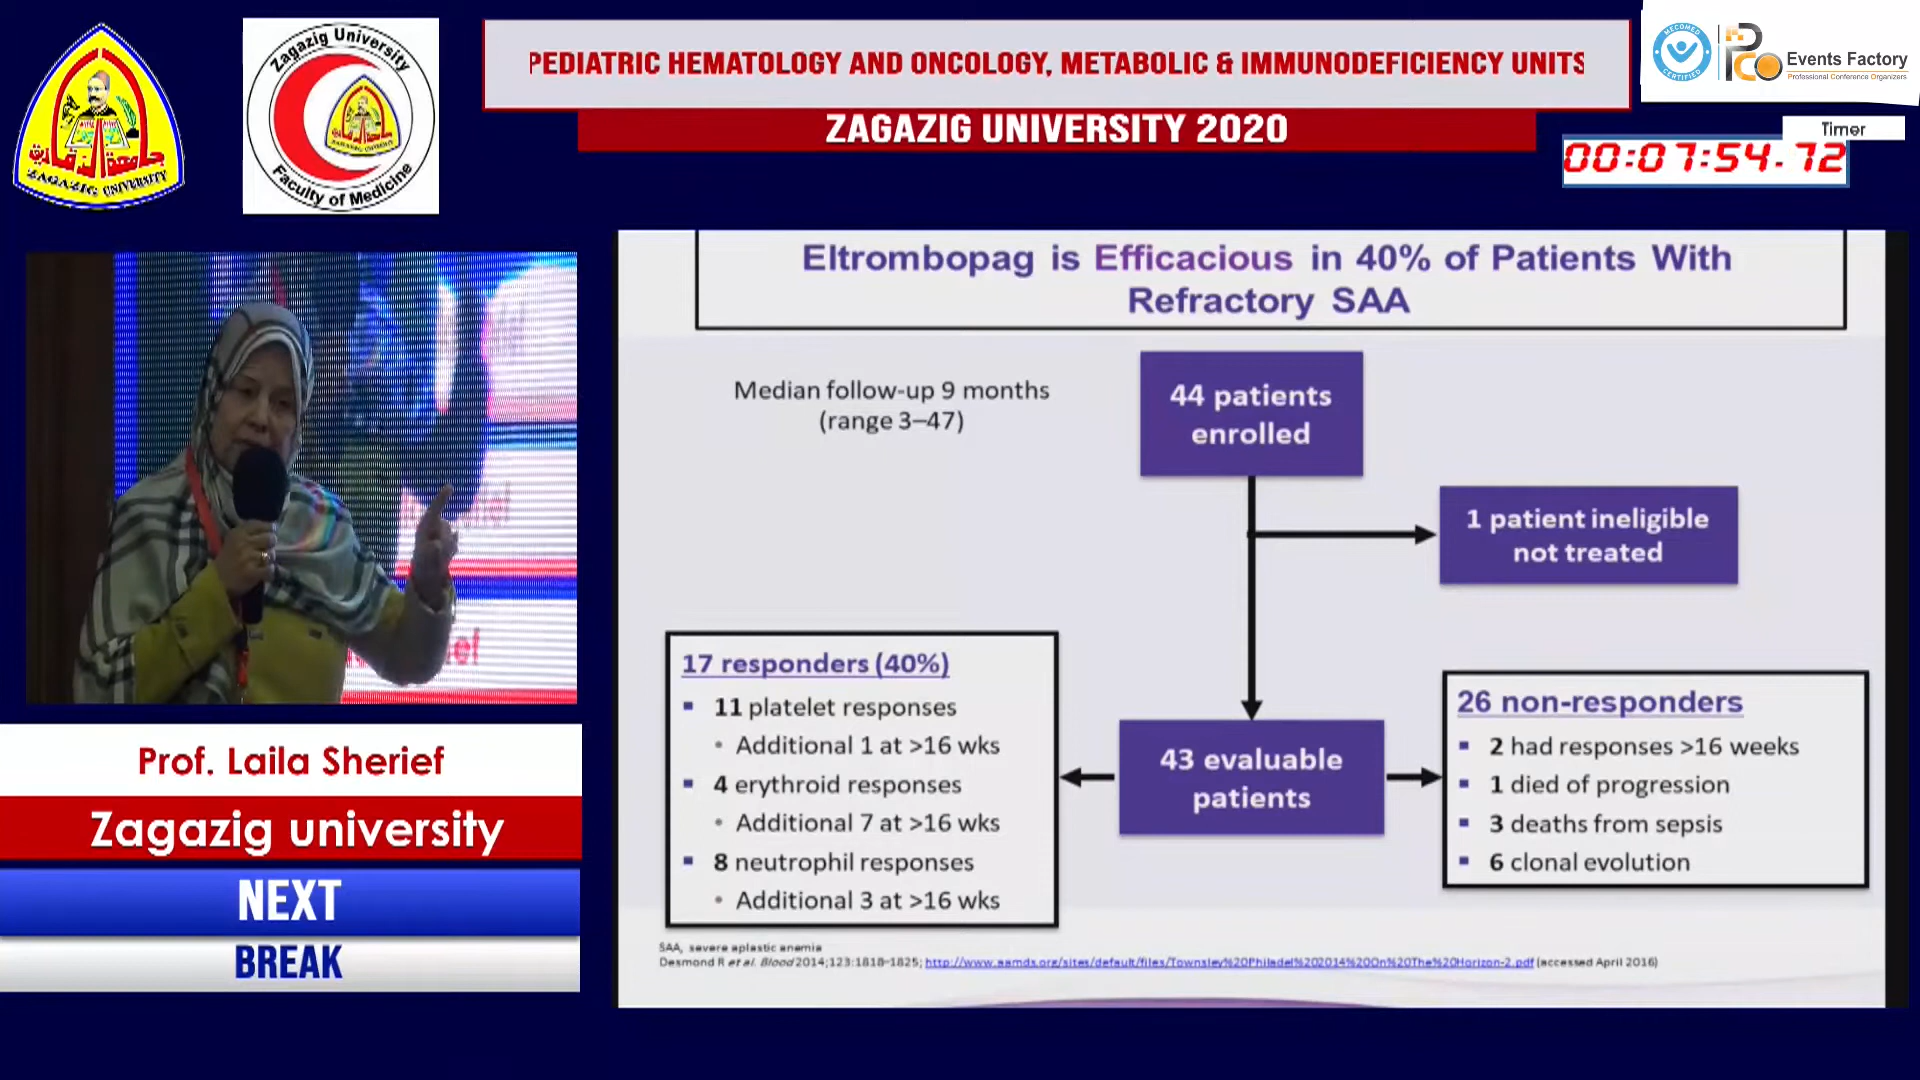 جامعة الزقازيق
ZAGAZIG UNIVERSITY
Zagazig University
Faculty of Medicine
PEDIATRIC HEMATOLOGY AND ONCOLOGY, METABOLIC & IMMUNODEFICIENCY UNITS
ZAGAZIG UNIVERSITY 2020
MECOMED
CERTIFIED
PCO
Events Factory
Professional Conference Organizers
Timer
00:07:54.72
Eltrombopag is Efficacious in 40% of Patients With
Refractory SAA
Median follow-up 9 months
(range 3–47)
44 patients
enrolled
1 patient ineligible
not treated
17 responders (40%)
▪ 11 platelet responses
• Additional 1 at >16 wks
▪ 4 erythroid responses
• Additional 7 at >16 wks
▪ 8 neutrophil responses
• Additional 3 at >16 wks
43 evaluable
patients
26 non-responders
▪ 2 had responses >16 weeks
▪ 1 died of progression
▪ 3 deaths from sepsis
▪ 6 clonal evolution
SAA, severe aplastic anemia
Desmond R et al. Blood 2014;123:1818–1825; http://www.aamds.org/sites/default/files/Townsley%20Philadel%202014%20On%20The%20Horizon-2.pdf (accessed April 2016)
Prof. Laila Sherief
Zagazig university
NEXT
BREAK